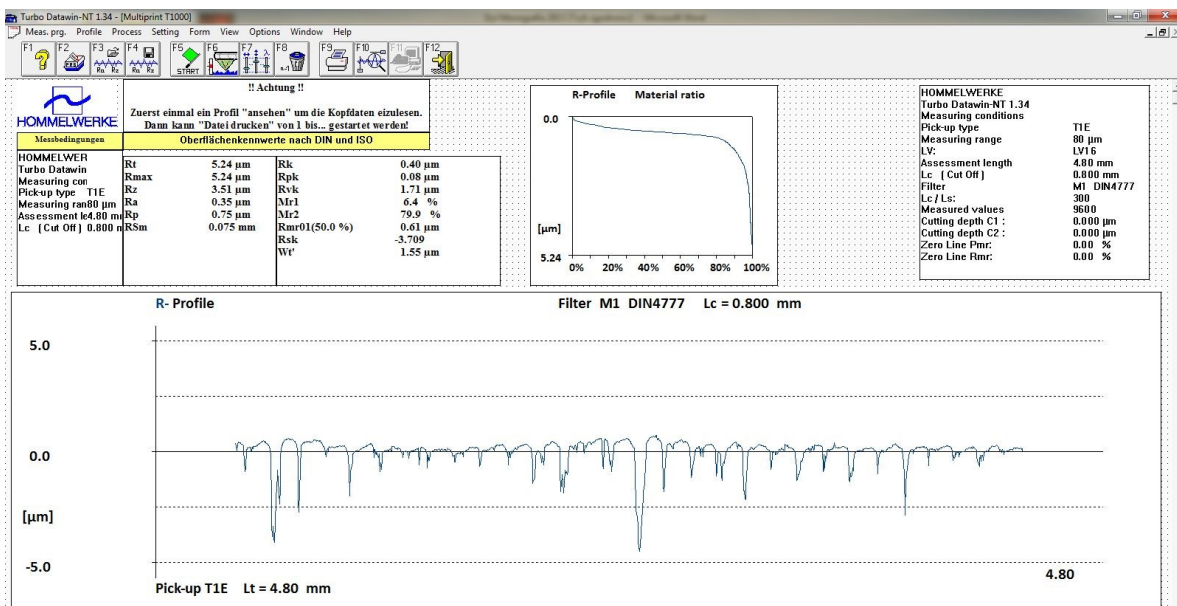 Turbo Datawin-NT 1.34 - [Multiprint T1000]
Meas. prg. Profile Process Setting Form View Options Window Help
F1 F2 F3 F4 F5 F6 F7 F8 F9 F10 F11 F12
Ra Rz Ra Rz START
HOMMELWERKE
!! Achtung !!
Zuerst einmal ein Profil "ansehen" um die Kopfdaten eizulesen.
Dann kann "Datei drucken" von 1 bis... gestartet werden!
Messbedingungen
Oberflächenkennwerte nach DIN und ISO
HOMMELWER
Turbo Datawin
Measuring con
Pick-up type T1E
Measuring ran80 µm
Assessment le4.80 m
Lc [Cut Off] 0.800 n
Rt 5.24 µm
Rmax 5.24 µm
Rz 3.51 µm
Ra 0.35 µm
Rp 0.75 µm
RSm 0.075 mm
Rk 0.40 µm
Rpk 0.08 µm
Rvk 1.71 µm
Mr1 6.4 %
Mr2 79.9 %
Rmr01(50.0 %) 0.61 µm
Rsk -3.709
Wt' 1.55 µm
R-Profile Material ratio
0.0
[µm]
5.24
0% 20% 40% 60% 80% 100%
HOMMELWERKE
Turbo Datawin-NT 1.34
Measuring conditions
Pick-up type T1E
Measuring range 80 µm
LV: LV16
Assessment length 4.80 mm
Lc [Cut Off] 0.800 mm
Filter M1 DIN4777
Lc / Ls: 300
Measured values 9600
Cutting depth C1 : 0.000 µm
Cutting depth C2 : 0.000 µm
Zero Line Pmr: 0.00 %
Zero Line Rmr: 0.00 %
R- Profile Filter M1 DIN4777 Lc = 0.800 mm
5.0
0.0
[µm]
-5.0
4.80
Pick-up T1E Lt = 4.80 mm